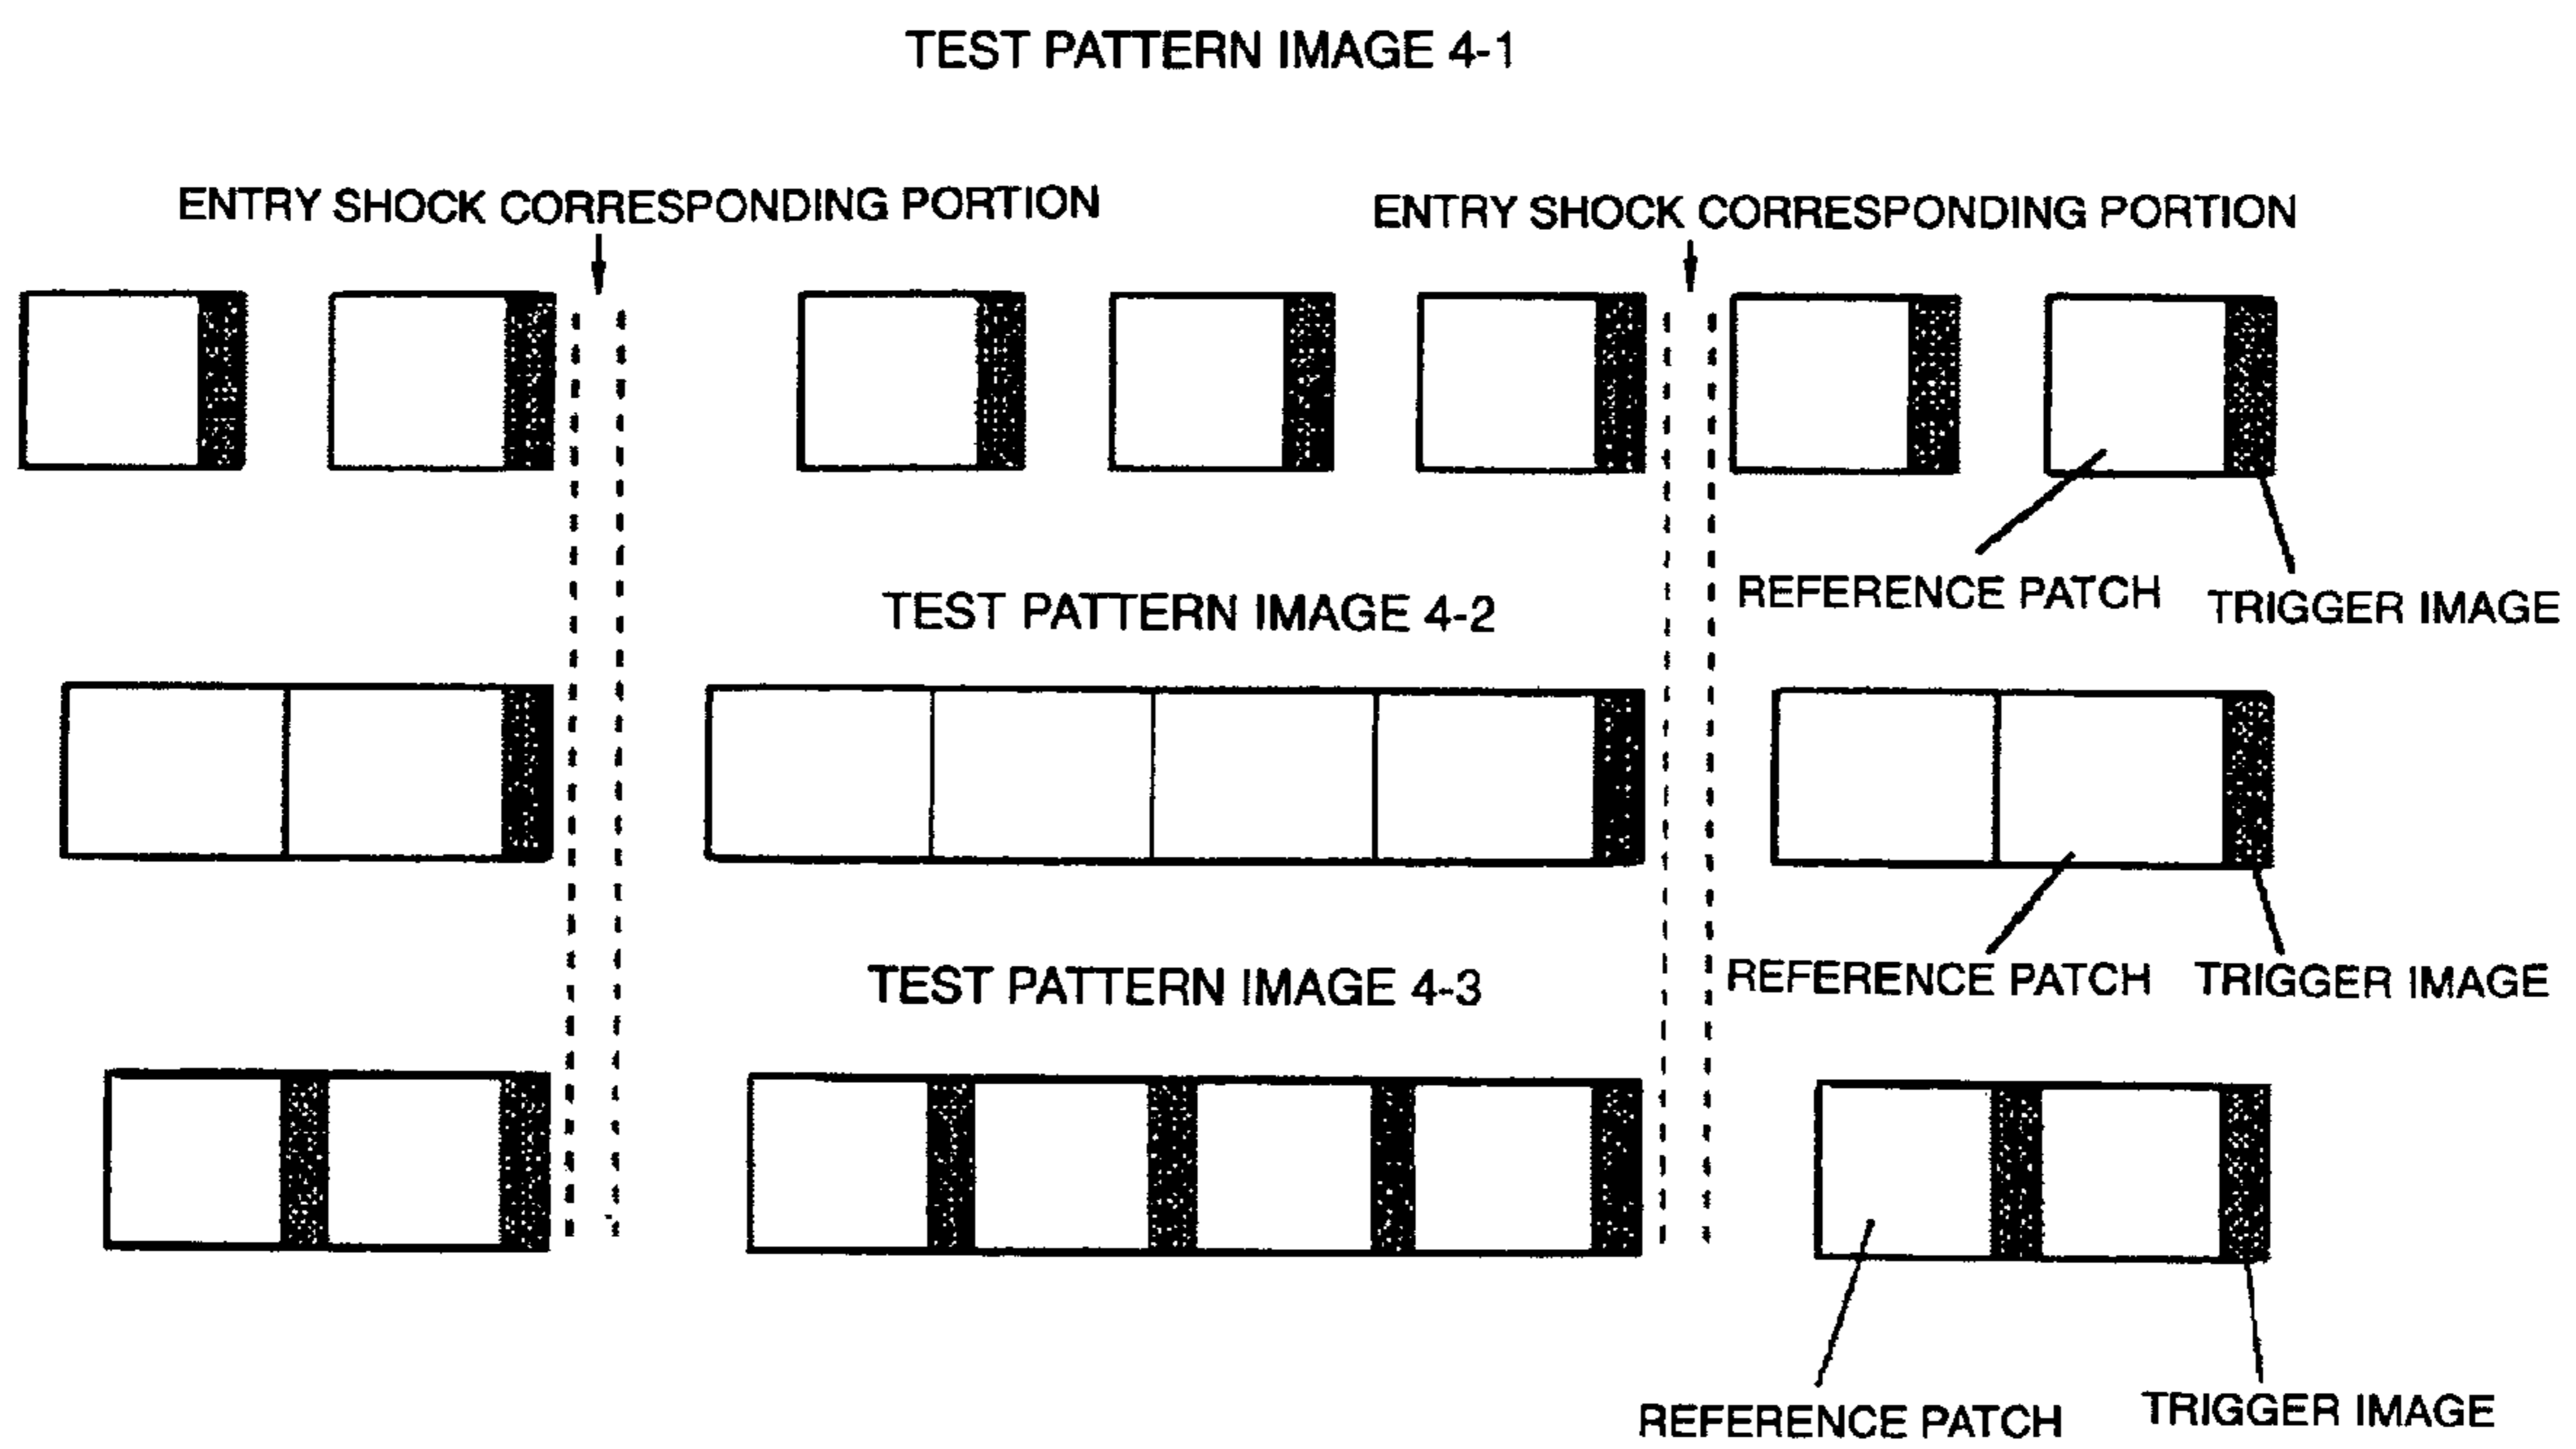 TEST PATTERN IMAGE 4-1
ENTRY SHOCK CORRESPONDING PORTION
ENTRY SHOCK CORRESPONDING PORTION
REFERENCE PATCH
TRIGGER IMAGE
TEST PATTERN IMAGE 4-2
REFERENCE PATCH
TRIGGER IMAGE
TEST PATTERN IMAGE 4-3
REFERENCE PATCH
TRIGGER IMAGE